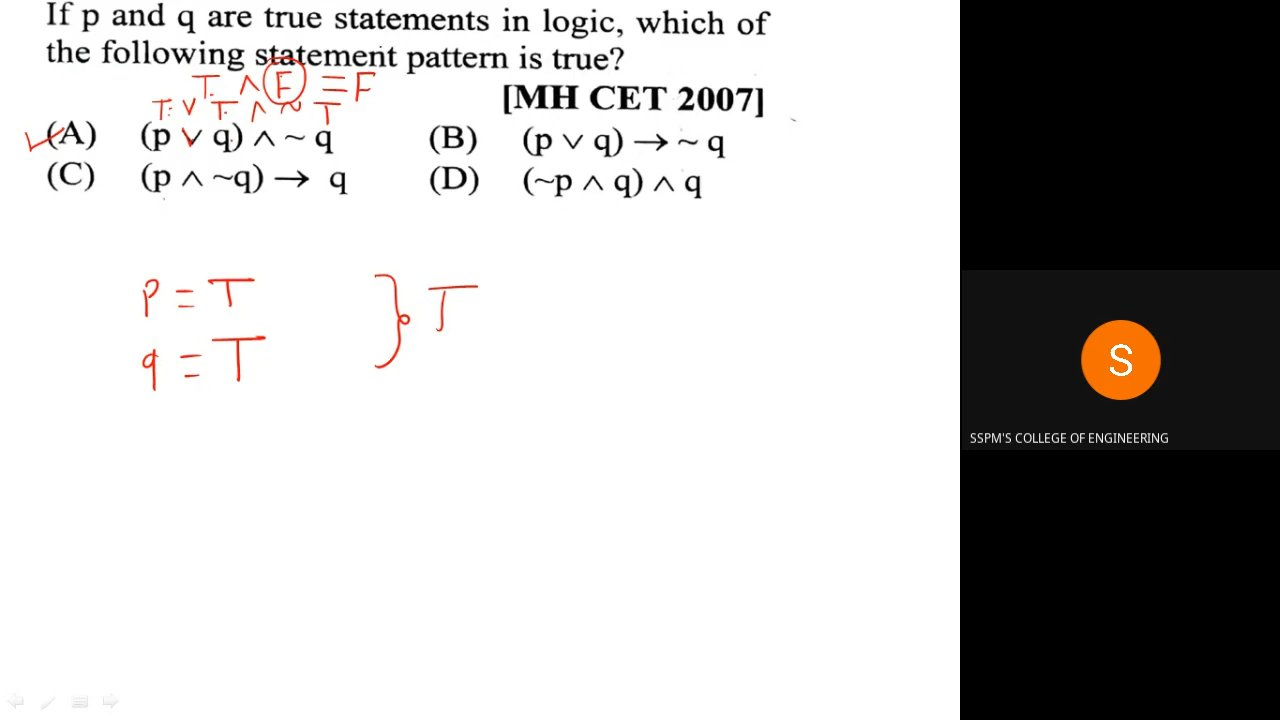 If p and q are true statements in logic, which of
the following statement pattern is true?
T ∧ F ≡ F
[MH CET 2007]
T ∨ T ∧ ~ T
(A) (p ∨ q) ∧ ~ q (B) (p ∨ q) → ~ q
(C) (p ∧ ~q) → q (D) (~p ∧ q) ∧ q
p = T
q = T
} T
S
SSPM'S COLLEGE OF ENGINEERING